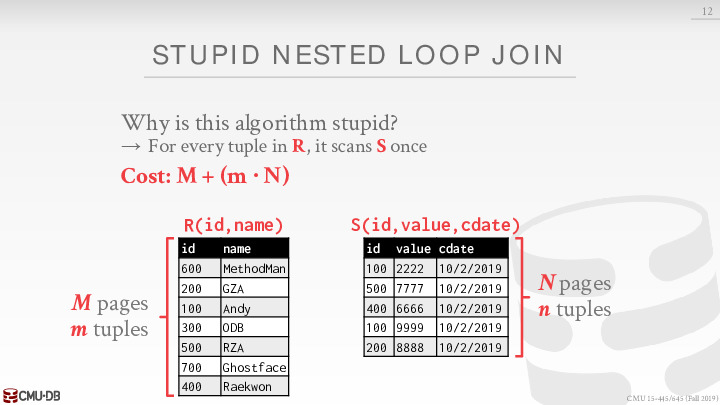 12
STUPID NESTED LOOP JOIN
Why is this algorithm stupid?
→ For every tuple in R, it scans S once
Cost: M + (m · N)
R(id,name)
id name
600 MethodMan
200 GZA
100 Andy
300 ODB
500 RZA
700 Ghostface
400 Raekwon
M pages
m tuples
S(id,value,cdate)
id value cdate
100 2222 10/2/2019
500 7777 10/2/2019
400 6666 10/2/2019
100 9999 10/2/2019
200 8888 10/2/2019
N pages
n tuples
CMU·DB
CMU 15-445/645 (Fall 2019)